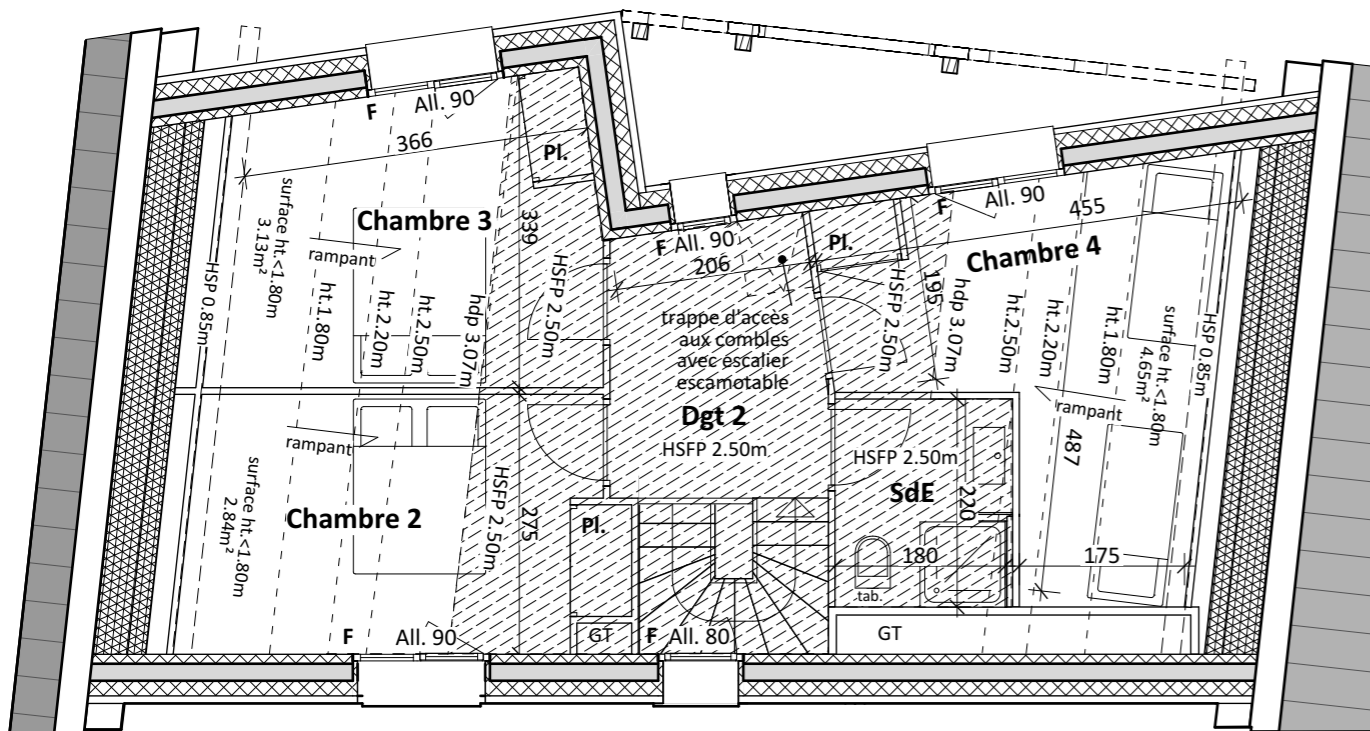 F
All. 90
366
Pl.
surface ht.<1.80m
3.13m²
Chambre 3
339
rampant
HSP 0.85m
ht.1.80m
ht.2.20m
ht.2.50m
hdp 3.07m
HSFP 2.50m
F
All. 90
206
trappe d'accès
aux combles
avec escalier
escamotable
Dgt 2
HSFP 2.50m
Pl.
F
All. 90
455
Chambre 4
195
HSFP 2.50m
hdp 3.07m
ht.2.50m
ht.2.20m
ht.1.80m
surface ht.<1.80m
4.65m²
HSP 0.85m
rampant
487
175
rampant
Chambre 2
surface ht.<1.80m
2.84m²
HSFP 2.50m
275
Pl.
GT
F
All. 90
F
All. 80
HSFP 2.50m
SdE
220
180
tab.
GT